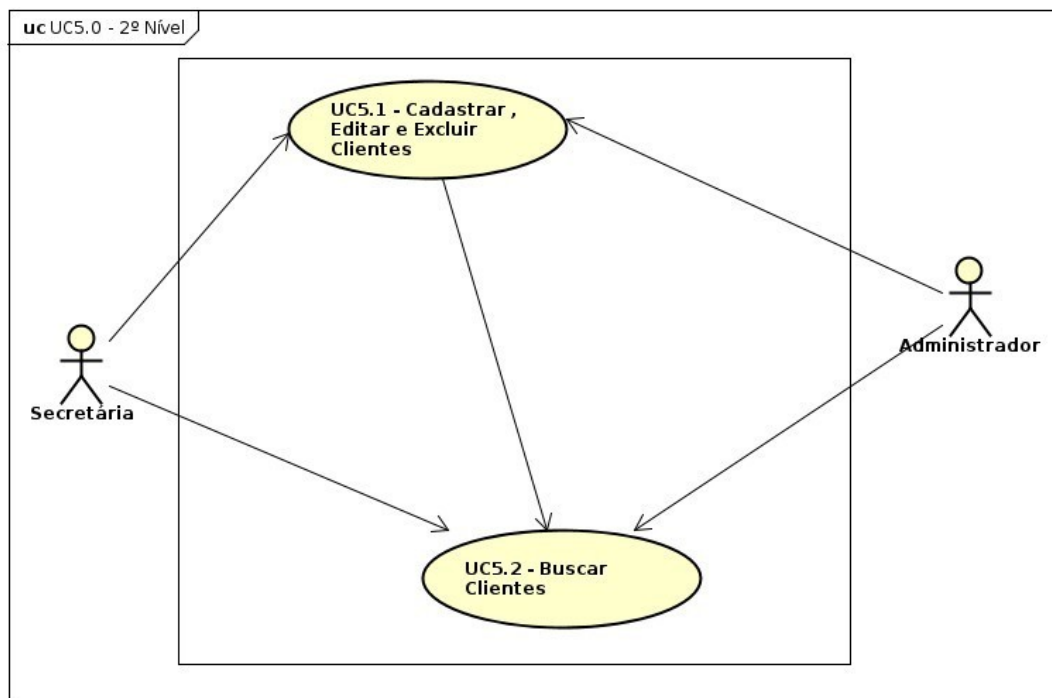 uc UC5.0 - 2º Nível
UC5.1 - Cadastrar ,
Editar e Excluir
Clientes
Administrador
Secretária
UC5.2 - Buscar
Clientes